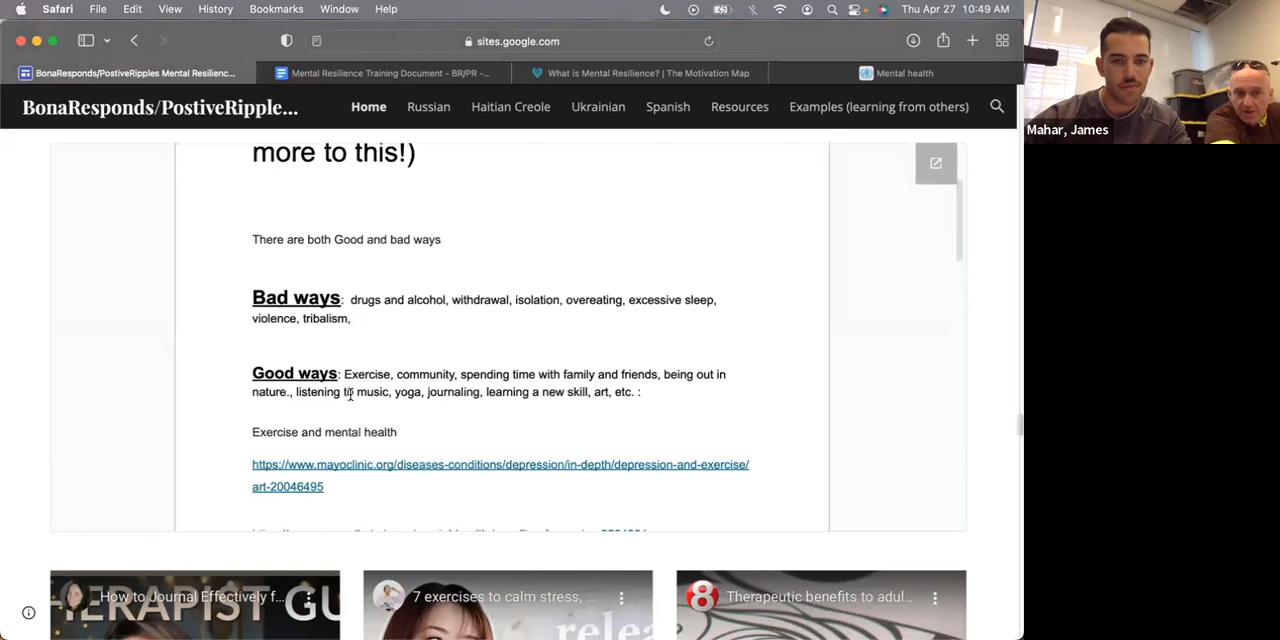 Safari File Edit View History Bookmarks Window Help Thu Apr 27 10:49 AM
sites.google.com
BonaResponds/PostiveRipples Mental Resilienc... Mental Resilience Training Document - BR/PR -... What is Mental Resilience? | The Motivation Map Mental health
BonaResponds/PostiveRipple... Home Russian Haitian Creole Ukrainian Spanish Resources Examples (learning from others)
Mahar, James
more to this!)
There are both Good and bad ways
Bad ways: drugs and alcohol, withdrawal, isolation, overeating, excessive sleep,
violence, tribalism,
Good ways: Exercise, community, spending time with family and friends, being out in
nature., listening to music, yoga, journaling, learning a new skill, art, etc. :
Exercise and mental health
https://www.mayoclinic.org/diseases-conditions/depression/in-depth/depression-and-exercise/
art-20046495
How to Journal Effectively f... 7 exercises to calm stress, ... Therapeutic benefits to adul...